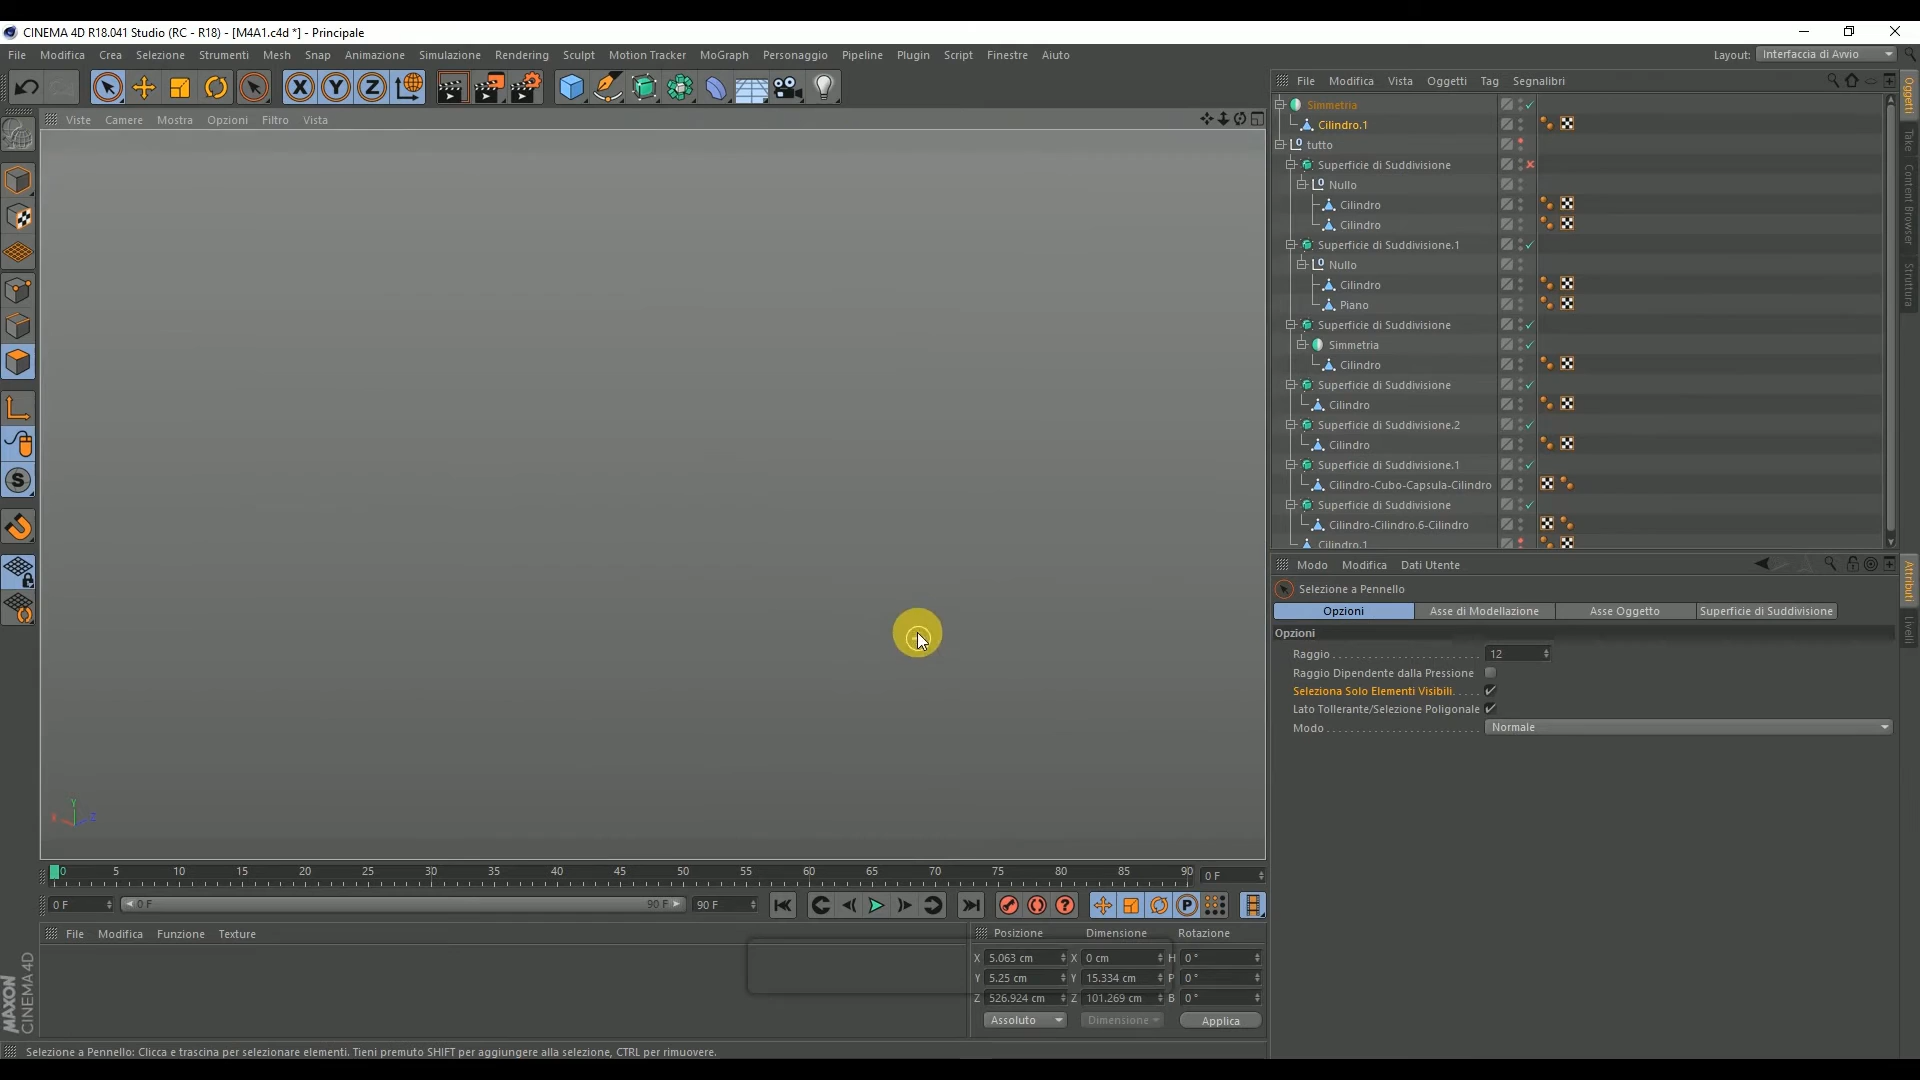 CINEMA 4D R18.041 Studio (RC - R18) - [M4A1.c4d *] - Principale
File Modifica Crea Selezione Strumenti Mesh Snap Animazione Simulazione Rendering Sculpt Motion Tracker MoGraph Personaggio Pipeline Plugin Script Finestre Aiuto
Layout: Interfaccia di Avvio
X Y Z
Viste Camere Mostra Opzioni Filtro Vista
File Modifica Vista Oggetti Tag Segnalibri
Simmetria
Cilindro.1
tutto
Superficie di Suddivisione
Nullo
Cilindro
Cilindro
Superficie di Suddivisione.1
Nullo
Cilindro
Piano
Superficie di Suddivisione
Simmetria
Cilindro
Superficie di Suddivisione
Cilindro
Superficie di Suddivisione.2
Cilindro
Superficie di Suddivisione.1
Cilindro-Cubo-Capsula-Cilindro
Superficie di Suddivisione
Cilindro-Cilindro.6-Cilindro
Cilindro.1
Oggetti
Take
Content Browser
Struttura
Modo Modifica Dati Utente
Selezione a Pennello
Opzioni Asse di Modellazione Asse Oggetto Superficie di Suddivisione
Opzioni
Raggio 12
Raggio Dipendente dalla Pressione
Seleziona Solo Elementi Visibili
Lato Tollerante/Selezione Poligonale
Modo Normale
Attributi
Livelli
Y
X Z
0 5 10 15 20 25 30 35 40 45 50 55 60 65 70 75 80 85 90 0 F
0 F 0 F 90 F 90 F
File Modifica Funzione Texture
Posizione Dimensione Rotazione
X 5.063 cm X 0 cm H 0 °
Y 5.25 cm Y 15.334 cm P 0 °
Z 526.924 cm Z 101.269 cm B 0 °
Assoluto Dimensione Applica
MAXON
CINEMA 4D
Selezione a Pennello: Clicca e trascina per selezionare elementi. Tieni premuto SHIFT per aggiungere alla selezione, CTRL per rimuovere.